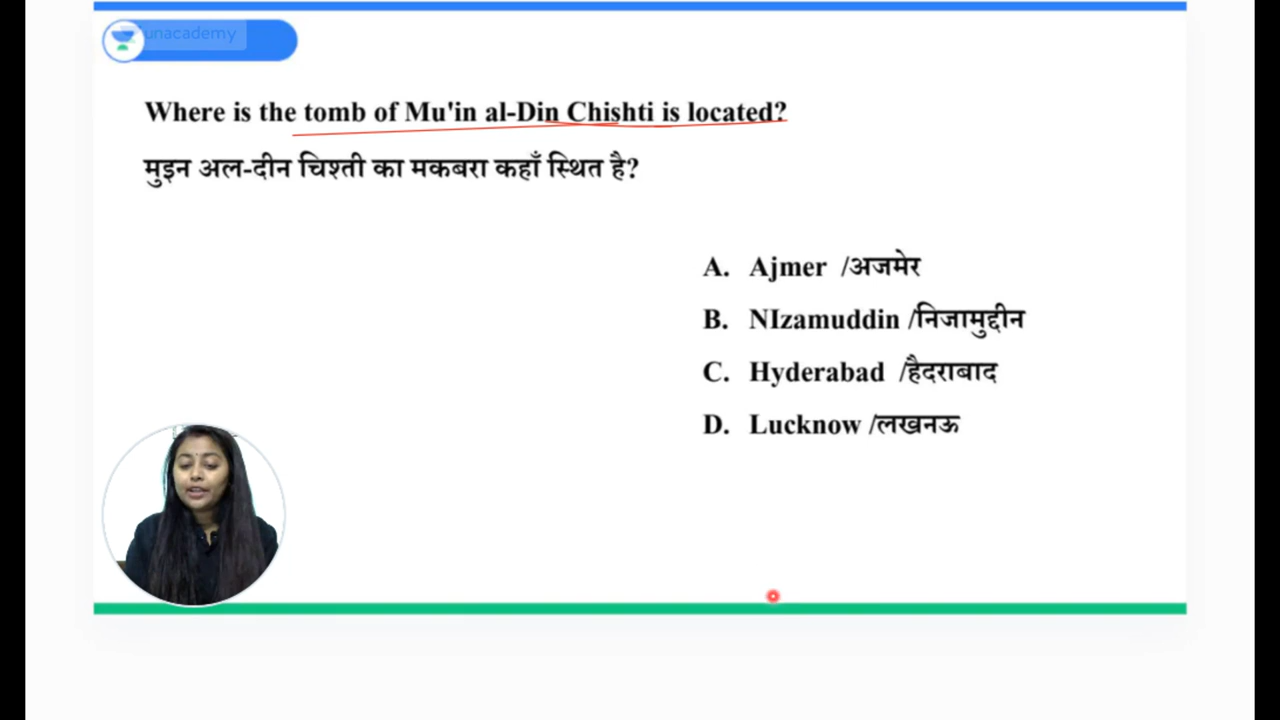 unacademy
Where is the tomb of Mu'in al-Din Chishti is located?
मुइन अल-दीन चिश्ती का मकबरा कहाँ स्थित है?
A. Ajmer /अजमेर
B. NIzamuddin /निजामुद्दीन
C. Hyderabad /हैदराबाद
D. Lucknow /लखनऊ